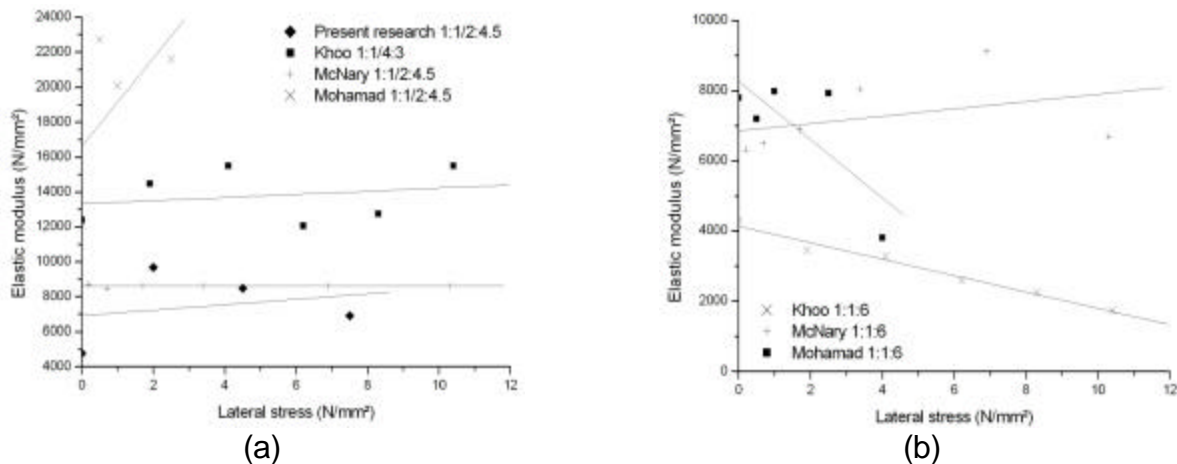 24000
22000
20000
18000
16000
14000
12000
10000
8000
6000
4000
Elastic modulus (N/mm²)
Present research 1:1/2:4.5
Khoo 1:1/4:3
McNary 1:1/2:4.5
Mohamad 1:1/2:4.5
0 2 4 6 8 10 12
Lateral stress (N/mm²)
(a)
10000
8000
6000
4000
2000
0
Elastic modulus (N/mm²)
Khoo 1:1:6
McNary 1:1:6
Mohamad 1:1:6
0 2 4 6 8 10 12
Lateral stress (N/mm²)
(b)